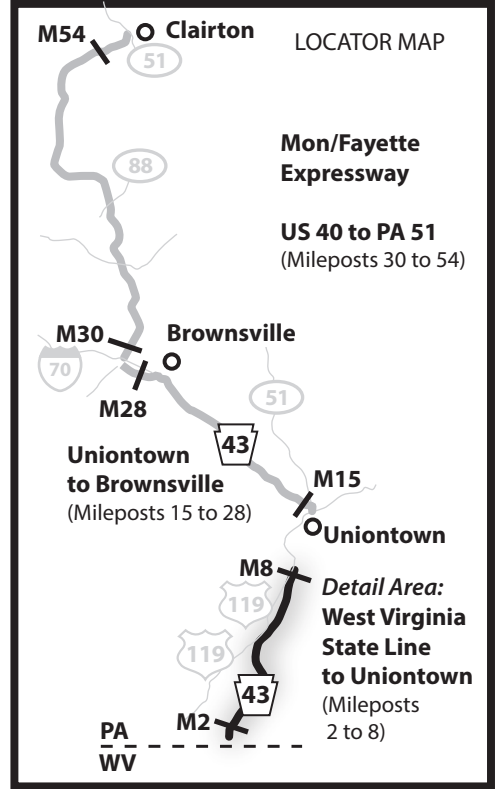 M54
Clairton
LOCATOR MAP
51
Mon/Fayette
Expressway
88
US 40 to PA 51
(Mileposts 30 to 54)
M30
Brownsville
70
M28
51
43
Uniontown
to Brownsville
(Mileposts 15 to 28)
M15
Uniontown
M8
Detail Area:
West Virginia
State Line
to Uniontown
(Mileposts
2 to 8)
119
119
43
M2
PA
WV